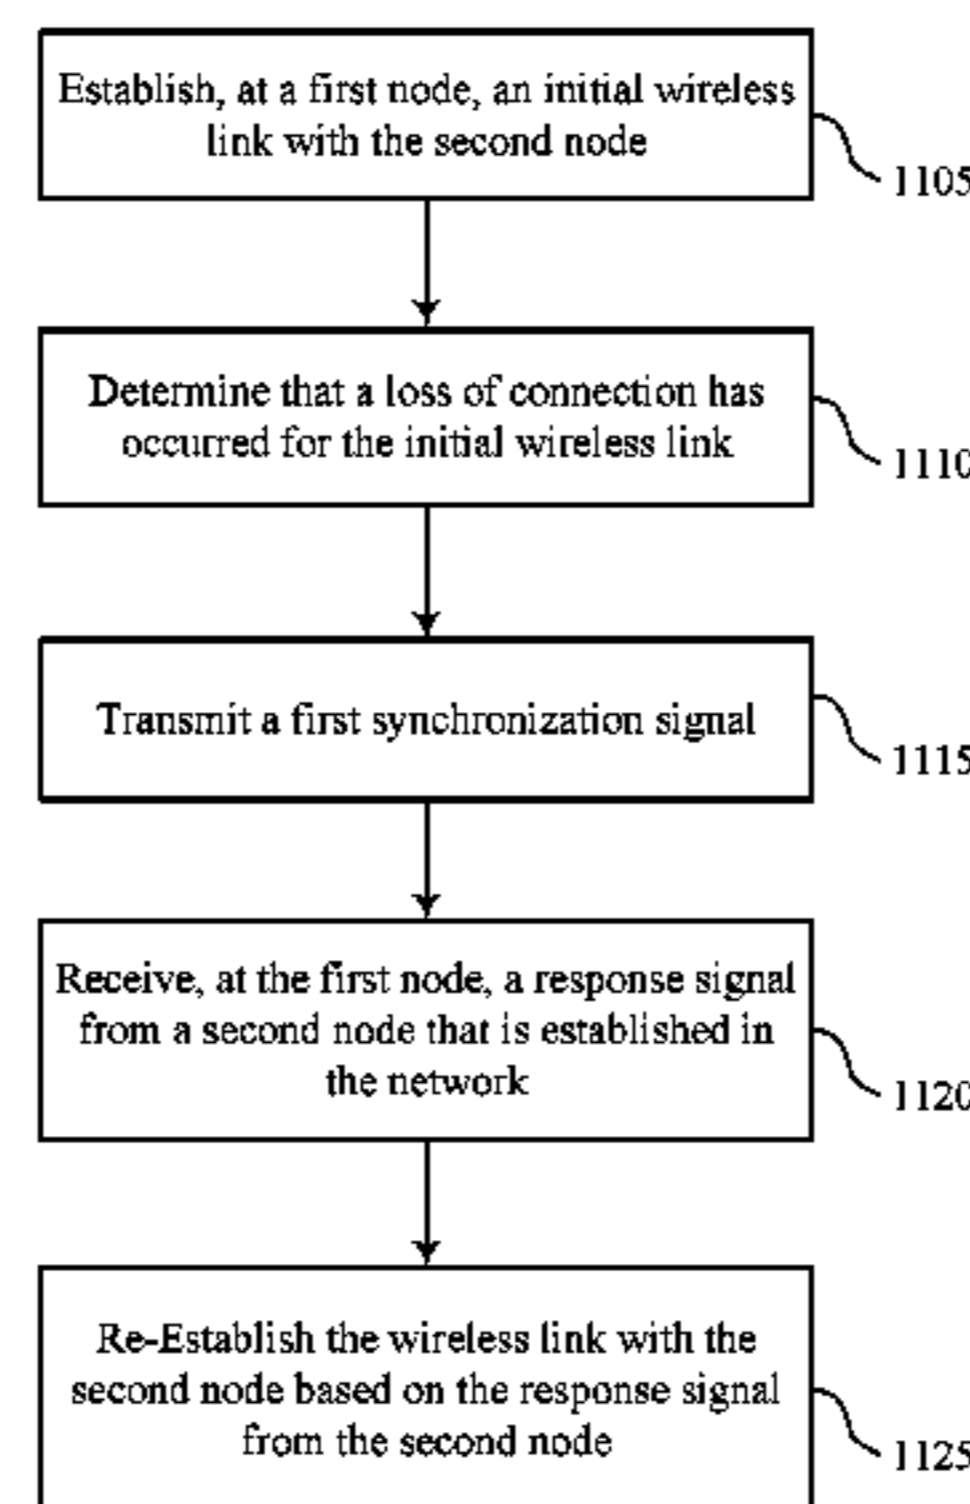 Establish, at a first node, an initial wireless
link with the second node
1105
Determine that a loss of connection has
occurred for the initial wireless link
1110
Transmit a first synchronization signal
1115
Receive, at the first node, a response signal
from a second node that is established in
the network
1120
Re-Establish the wireless link with the
second node based on the response signal
from the second node
1125